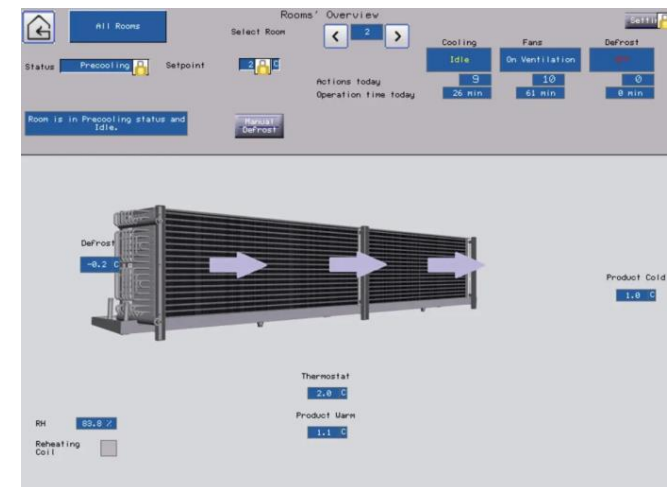 Rooms' Overview
All Rooms
Select Room
2
Cooling
Fans
Defrost
Status
Precooling
Setpoint
2
C
Idle
On Ventilation
Actions today
9
10
0
Operation time today
26 min
61 min
0 min
Room is in Precooling status and
Idle.
Manual
Defrost
Defrost
-0.2 C
Product Cold
1.0 C
Thermostat
2.0 C
Product Warm
1.1 C
RH
83.8 %
Reheating
Coil